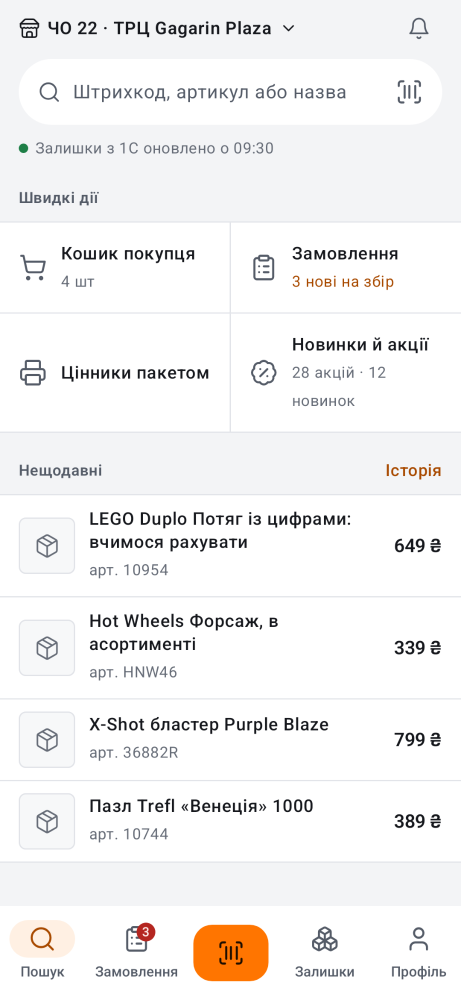 ЧО 22 · ТРЦ Gagarin Plaza
Штрихкод, артикул або назва
Залишки з 1С оновлено о 09:30
Швидкі дії
Кошик покупця
4 шт
Замовлення
3 нові на збір
Цінники пакетом
Новинки й акції
28 акцій · 12
новинок
Нещодавні
Історія
LEGO Duplo Потяг із цифрами:
вчимося рахувати
арт. 10954
649 ₴
Hot Wheels Форсаж, в
асортименті
арт. HNW46
339 ₴
X-Shot бластер Purple Blaze
арт. 36882R
799 ₴
Пазл Trefl «Венеція» 1000
арт. 10744
389 ₴
Пошук
3
Замовлення
Залишки
Профіль